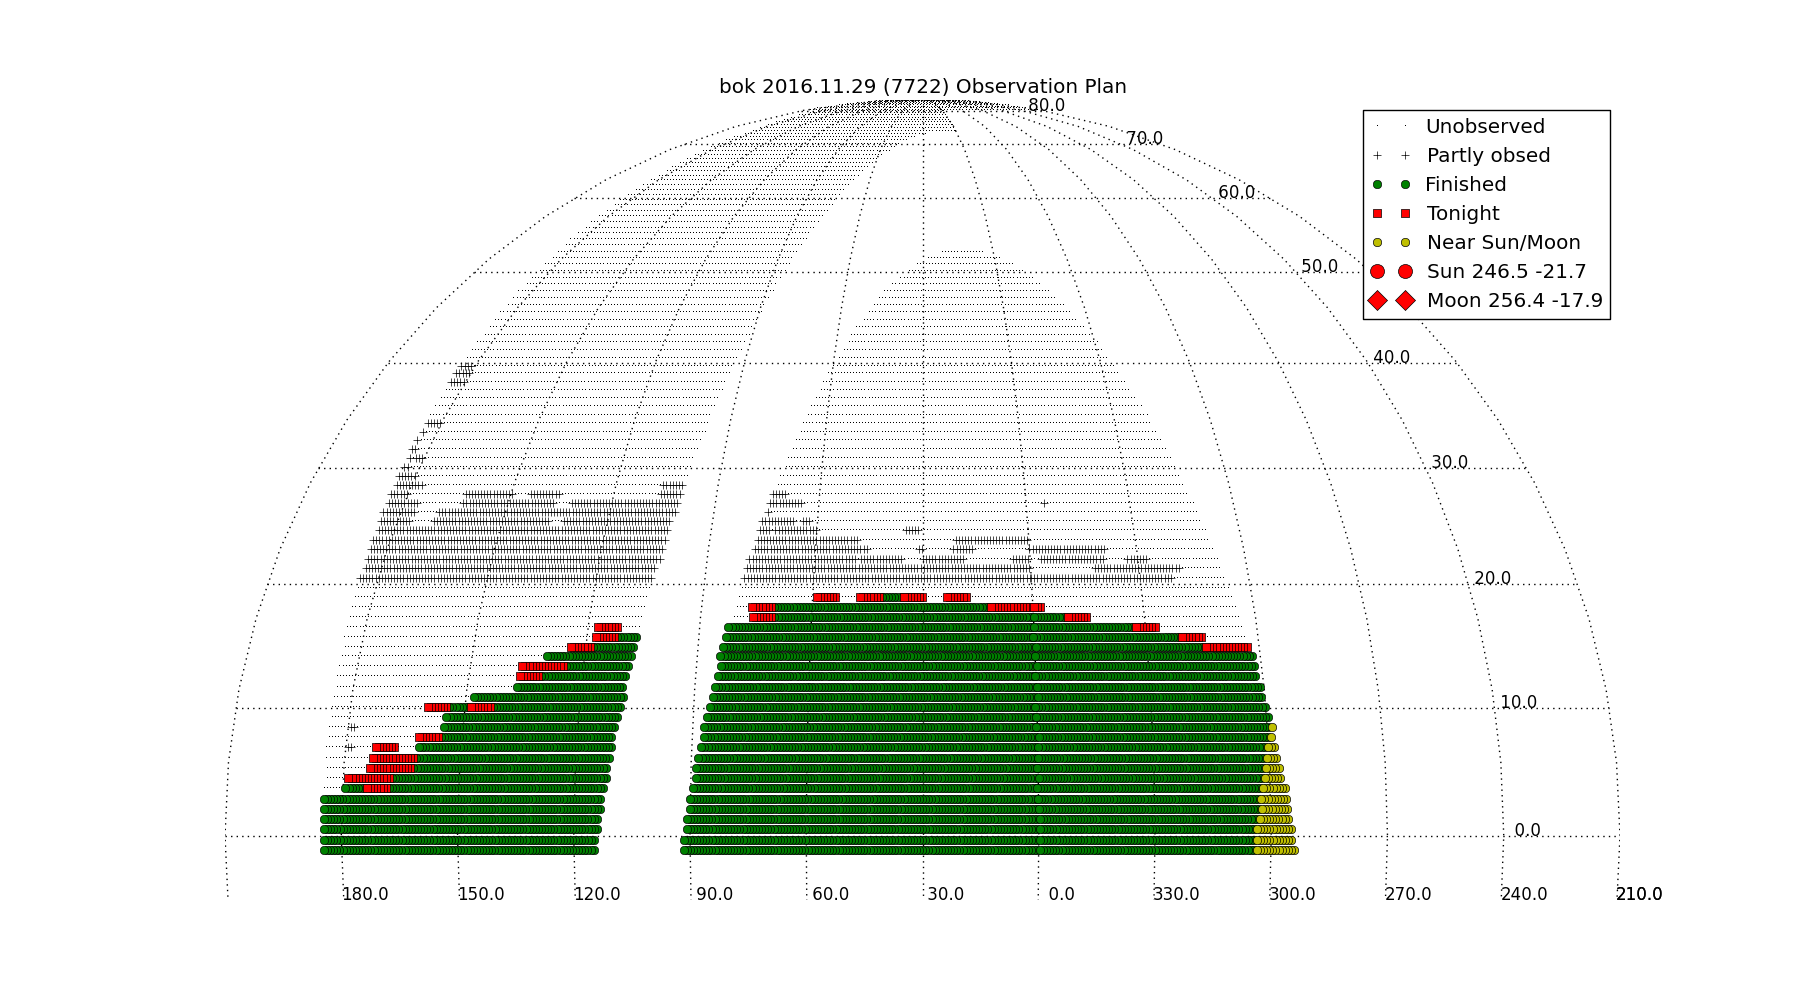 bok 2016.11.29 (7722) Observation Plan
80.0
70.0
60.0
50.0
40.0
30.0
20.0
10.0
0.0
Unobserved
Partly obsed
Finished
Tonight
Near Sun/Moon
Sun 246.5 -21.7
Moon 256.4 -17.9
180.0 150.0 120.0 90.0 60.0 30.0 0.0 330.0 300.0 270.0 240.0 210.0